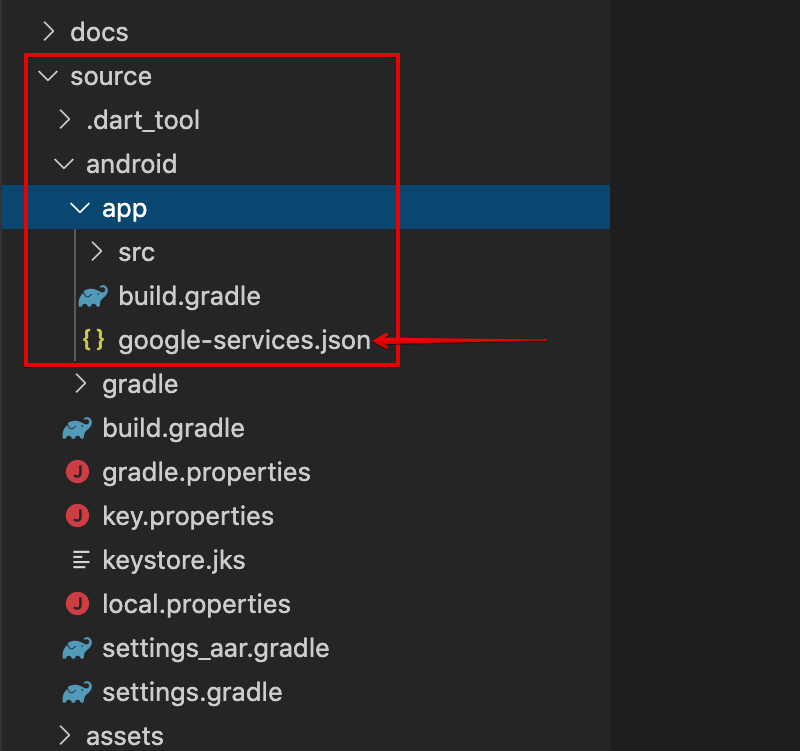 docs
source
.dart_tool
android
app
src
build.gradle
{} google-services.json
gradle
build.gradle
J gradle.properties
J key.properties
keystore.jks
J local.properties
settings_aar.gradle
settings.gradle
assets